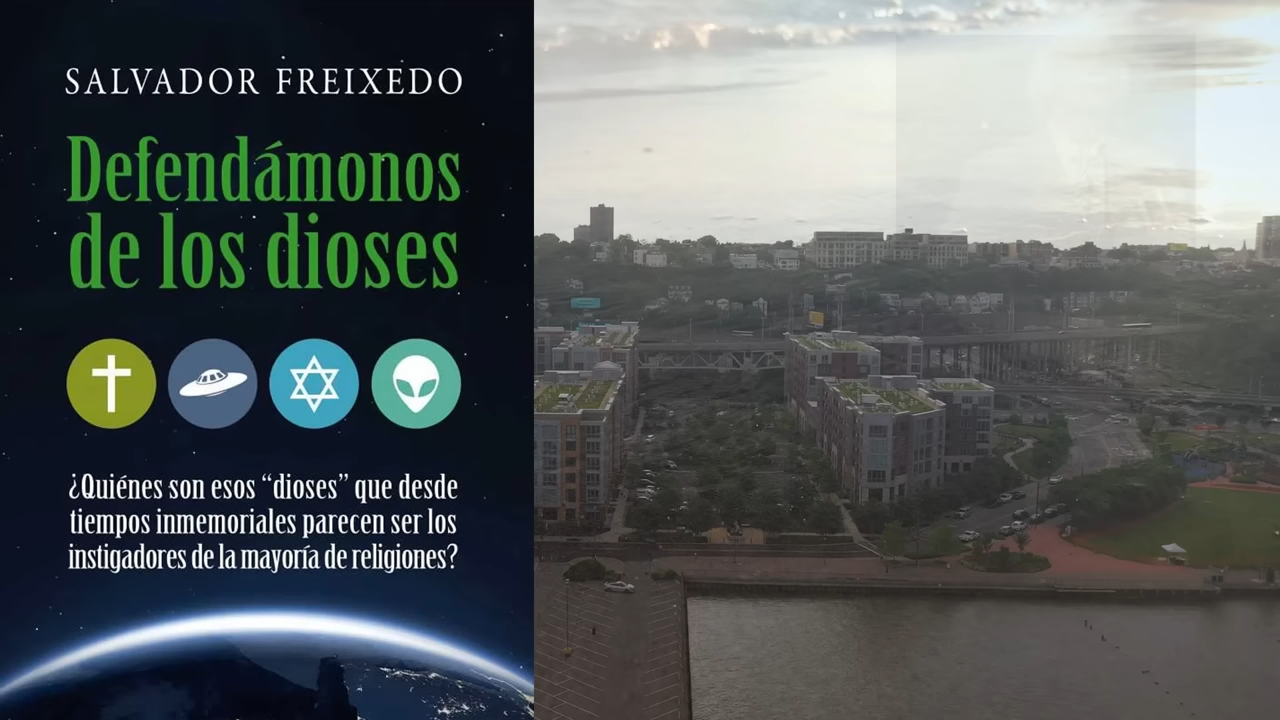 SALVADOR FREIXEDO
Defendámonos
de los dioses
¿Quiénes son esos “dioses” que desde
tiempos inmemoriales parecen ser los
instigadores de la mayoría de religiones?